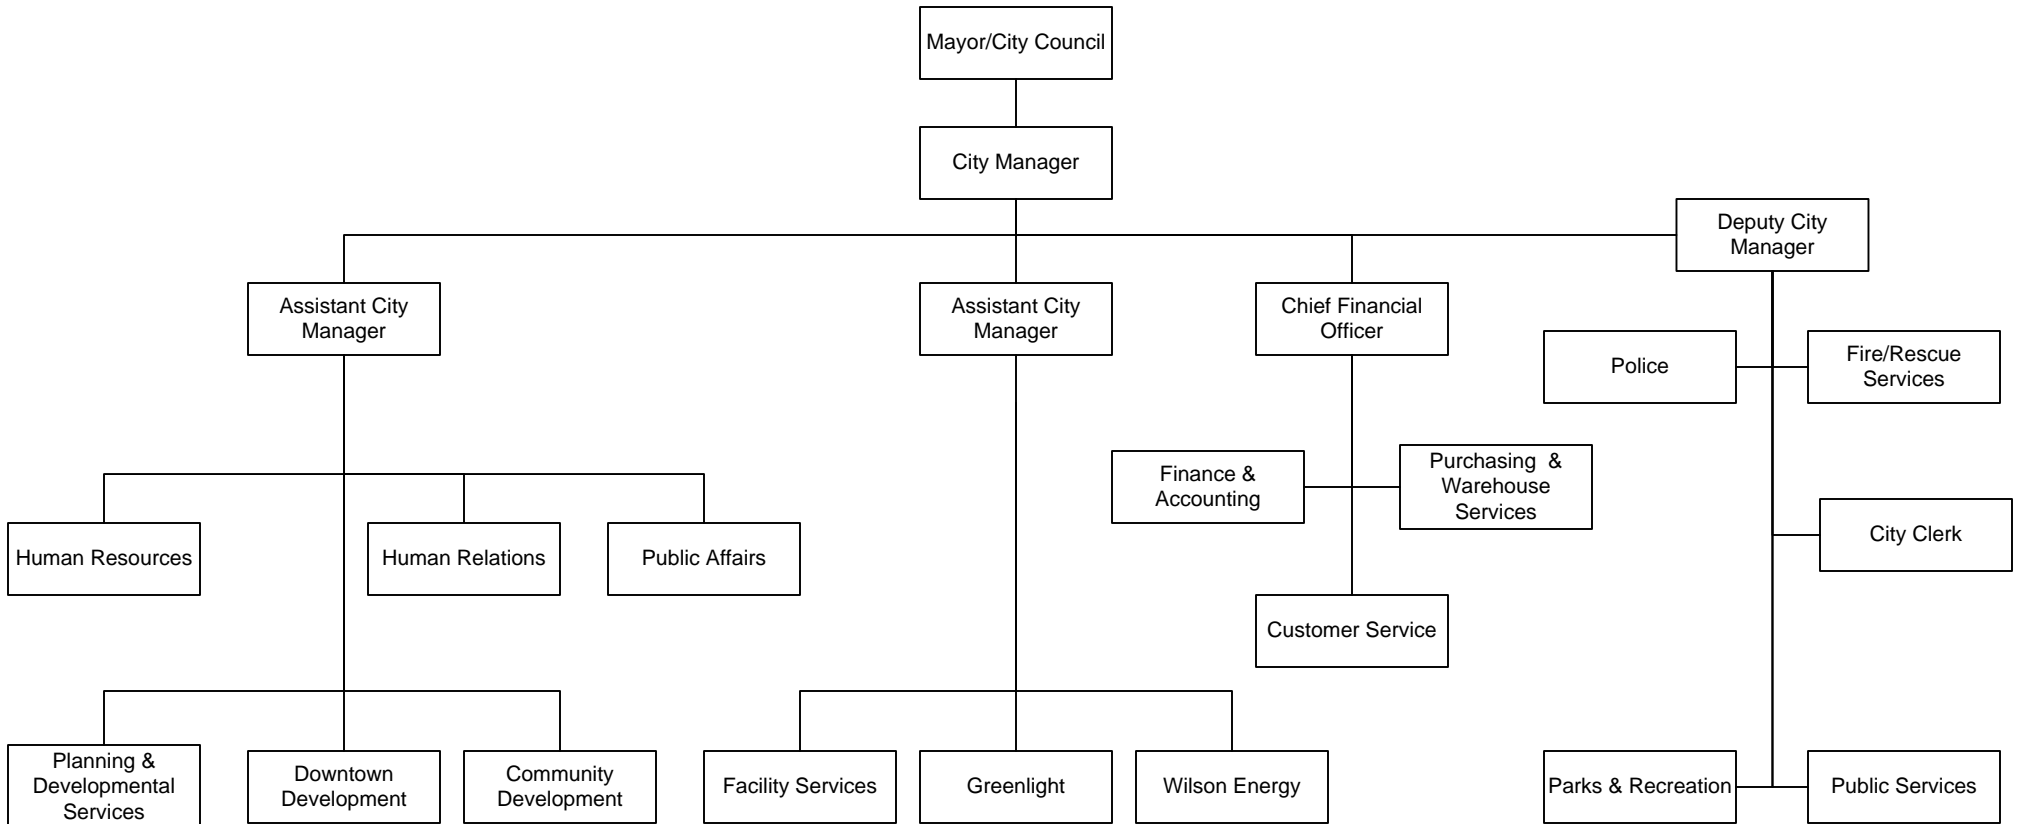 Mayor/City Council
City Manager
Deputy City
Manager
Assistant City
Manager
Assistant City
Manager
Chief Financial
Officer
Police
Fire/Rescue
Services
Finance &
Accounting
Purchasing  &
Warehouse
Services
City Clerk
Human Resources
Human Relations
Public Affairs
Customer Service
Planning &
Developmental
Services
Downtown
Development
Community
Development
Facility Services
Greenlight
Wilson Energy
Parks & Recreation
Public Services